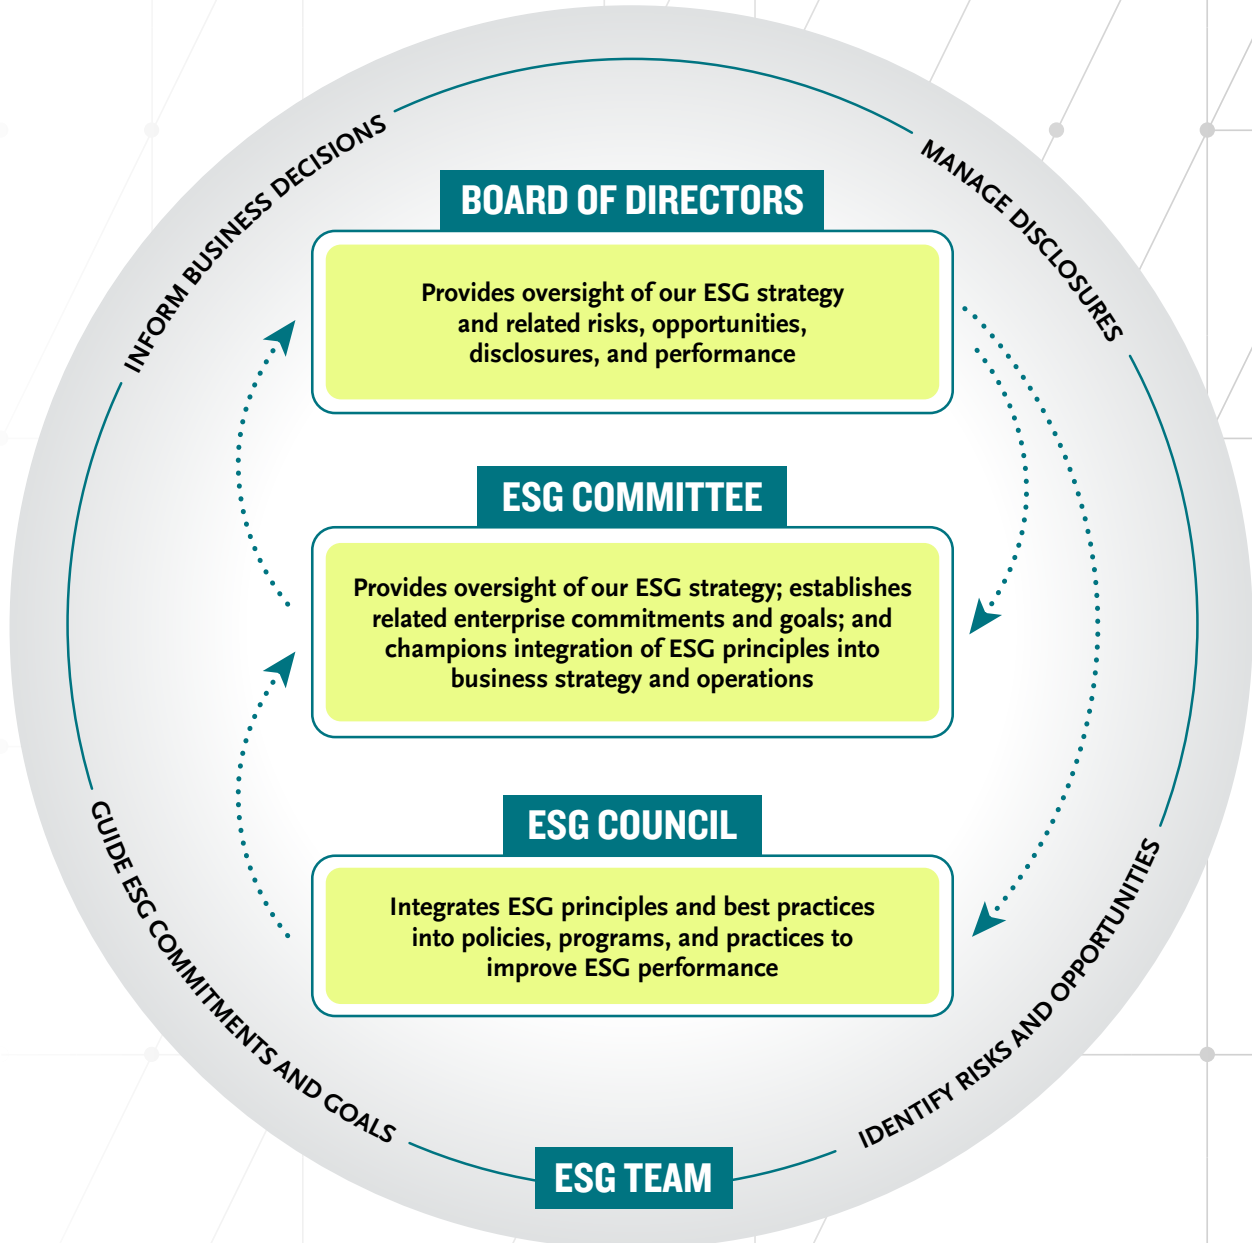 INFORM BUSINESS DECISIONS
MANAGE DISCLOSURES
BOARD OF DIRECTORS
Provides oversight of our ESG strategy
and related risks, opportunities,
disclosures, and performance
ESG COMMITTEE
Provides oversight of our ESG strategy; establishes
related enterprise commitments and goals; and
champions integration of ESG principles into
business strategy and operations
ESG COUNCIL
Integrates ESG principles and best practices
into policies, programs, and practices to
improve ESG performance
GUIDE ESG COMMITMENTS AND GOALS
IDENTIFY RISKS AND OPPORTUNITIES
ESG TEAM